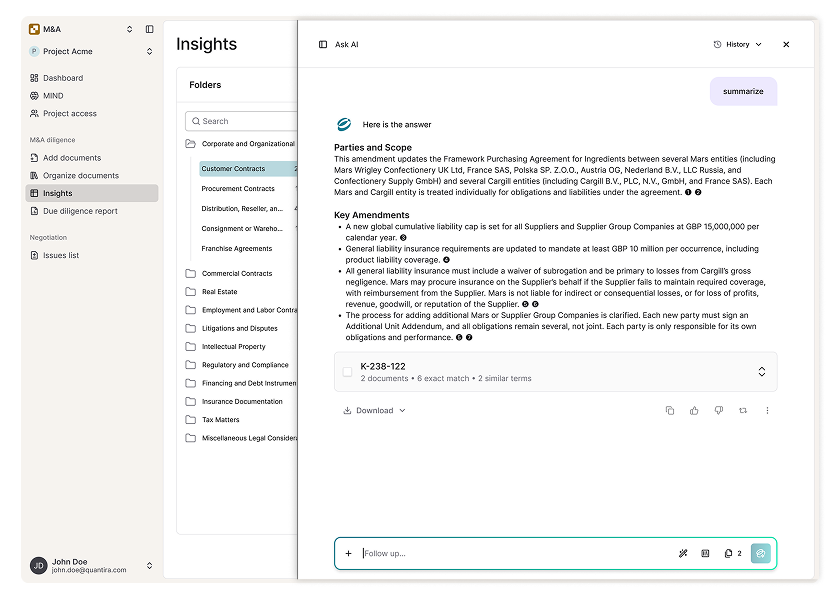 M&A
P Project Acme
Dashboard
MIND
Project access
M&A diligence
Add documents
Organize documents
Insights
Due diligence report
Negotiation
Issues list
JD John Doe
john.doe@quantira.com
Insights
Folders
Search
Corporate and Organizational
Customer Contracts 2
Procurement Contracts
Distribution, Reseller, an... 4
Consignment or Wareho... 1
Franchise Agreements
Commercial Contracts
Real Estate
Employment and Labor Contra
Litigations and Disputes
Intellectual Property
Regulatory and Compliance
Financing and Debt Instrumen
Insurance Documentation
Tax Matters
Miscellaneous Legal Considera
Ask AI
History
summarize
Here is the answer
Parties and Scope
This amendment updates the Framework Purchasing Agreement for Ingredients between several Mars entities (including
Mars Wrigley Confectionery UK Ltd, France SAS, Polska SP. Z.O.O., Austria OG, Nederland B.V., LLC Russia, and
Confectionery Supply GmbH) and several Cargill entities (including Cargill B.V., PLC, N.V., GmbH, and France SAS). Each
Mars and Cargill entity is treated individually for obligations and liabilities under the agreement. ❶ ❷
Key Amendments
• A new global cumulative liability cap is set for all Suppliers and Supplier Group Companies at GBP 15,000,000 per
calendar year. ❸
• General liability insurance requirements are updated to mandate at least GBP 10 million per occurrence, including
product liability coverage. ❹
• All general liability insurance must include a waiver of subrogation and be primary to losses from Cargill's gross
negligence. Mars may procure insurance on the Supplier's behalf if the Supplier fails to maintain required coverage,
with reimbursement from the Supplier. Mars is not liable for indirect or consequential losses, or for loss of profits,
revenue, goodwill, or reputation of the Supplier. ❺ ❻
• The process for adding additional Mars or Supplier Group Companies is clarified. Each new party must sign an
Additional Unit Addendum, and all obligations remain several, not joint. Each party is only responsible for its own
obligations and performance. ❻ ❼
K-238-122
2 documents • 6 exact match • 2 similar terms
Download
Follow up...
2